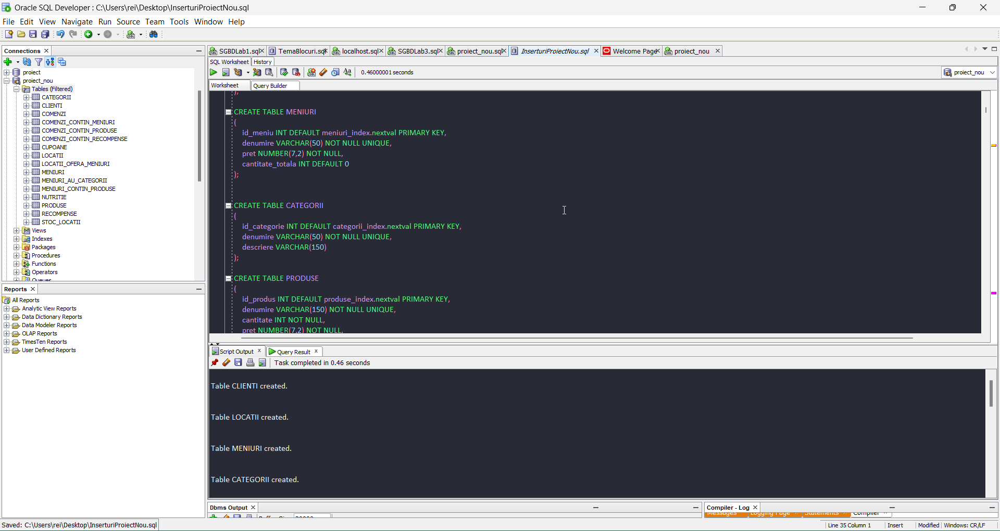 Oracle SQL Developer : C:\Users\rei\Desktop\InserturiProiectNou.sql
File Edit View Navigate Run Source Team Tools Window Help
Connections
proiect
proiect_nou
Tables (Filtered)
CATEGORII
CLIENTI
COMENZI
COMENZI_CONTIN_MENIURI
COMENZI_CONTIN_PRODUSE
COMENZI_CONTIN_RECOMPENSE
CUPOANE
LOCATII
LOCATII_OFERA_MENIURI
MENIURI
MENIURI_AU_CATEGORII
MENIURI_CONTIN_PRODUSE
NUTRITIE
PRODUSE
RECOMPENSE
STOC_LOCATII
Views
Indexes
Packages
Procedures
Functions
Operators
Queues
Reports
All Reports
Analytic View Reports
Data Dictionary Reports
Data Modeler Reports
OLAP Reports
TimesTen Reports
User Defined Reports
SGBDLab1.sql TemaBlocuri.sql localhost.sql SGBDLab3.sql proiect_nou.sql InserturiProiectNou.sql Welcome Page proiect_nou
SQL Worksheet History
0.46000001 seconds
proiect_nou
Worksheet Query Builder
);
CREATE TABLE MENIURI
(
id_meniu INT DEFAULT meniuri_index.nextval PRIMARY KEY,
denumire VARCHAR(50) NOT NULL UNIQUE,
pret NUMBER(7,2) NOT NULL,
cantitate_totala INT DEFAULT 0
);
CREATE TABLE CATEGORII
(
id_categorie INT DEFAULT categorii_index.nextval PRIMARY KEY,
denumire VARCHAR(50) NOT NULL UNIQUE,
descriere VARCHAR(150)
);
CREATE TABLE PRODUSE
(
id_produs INT DEFAULT produse_index.nextval PRIMARY KEY,
denumire VARCHAR(150) NOT NULL UNIQUE,
cantitate INT NOT NULL,
pret NUMBER(7,2) NOT NULL,
Script Output Query Result
Task completed in 0.46 seconds
Table CLIENTI created.
Table LOCATII created.
Table MENIURI created.
Table CATEGORII created.
Dbms Output
Compiler - Log
Messages Logging Page Statements Compiler
Saved: C:\Users\rei\Desktop\InserturiProiectNou.sql
Line 35 Column 1 Insert Modified Windows: CR/LF